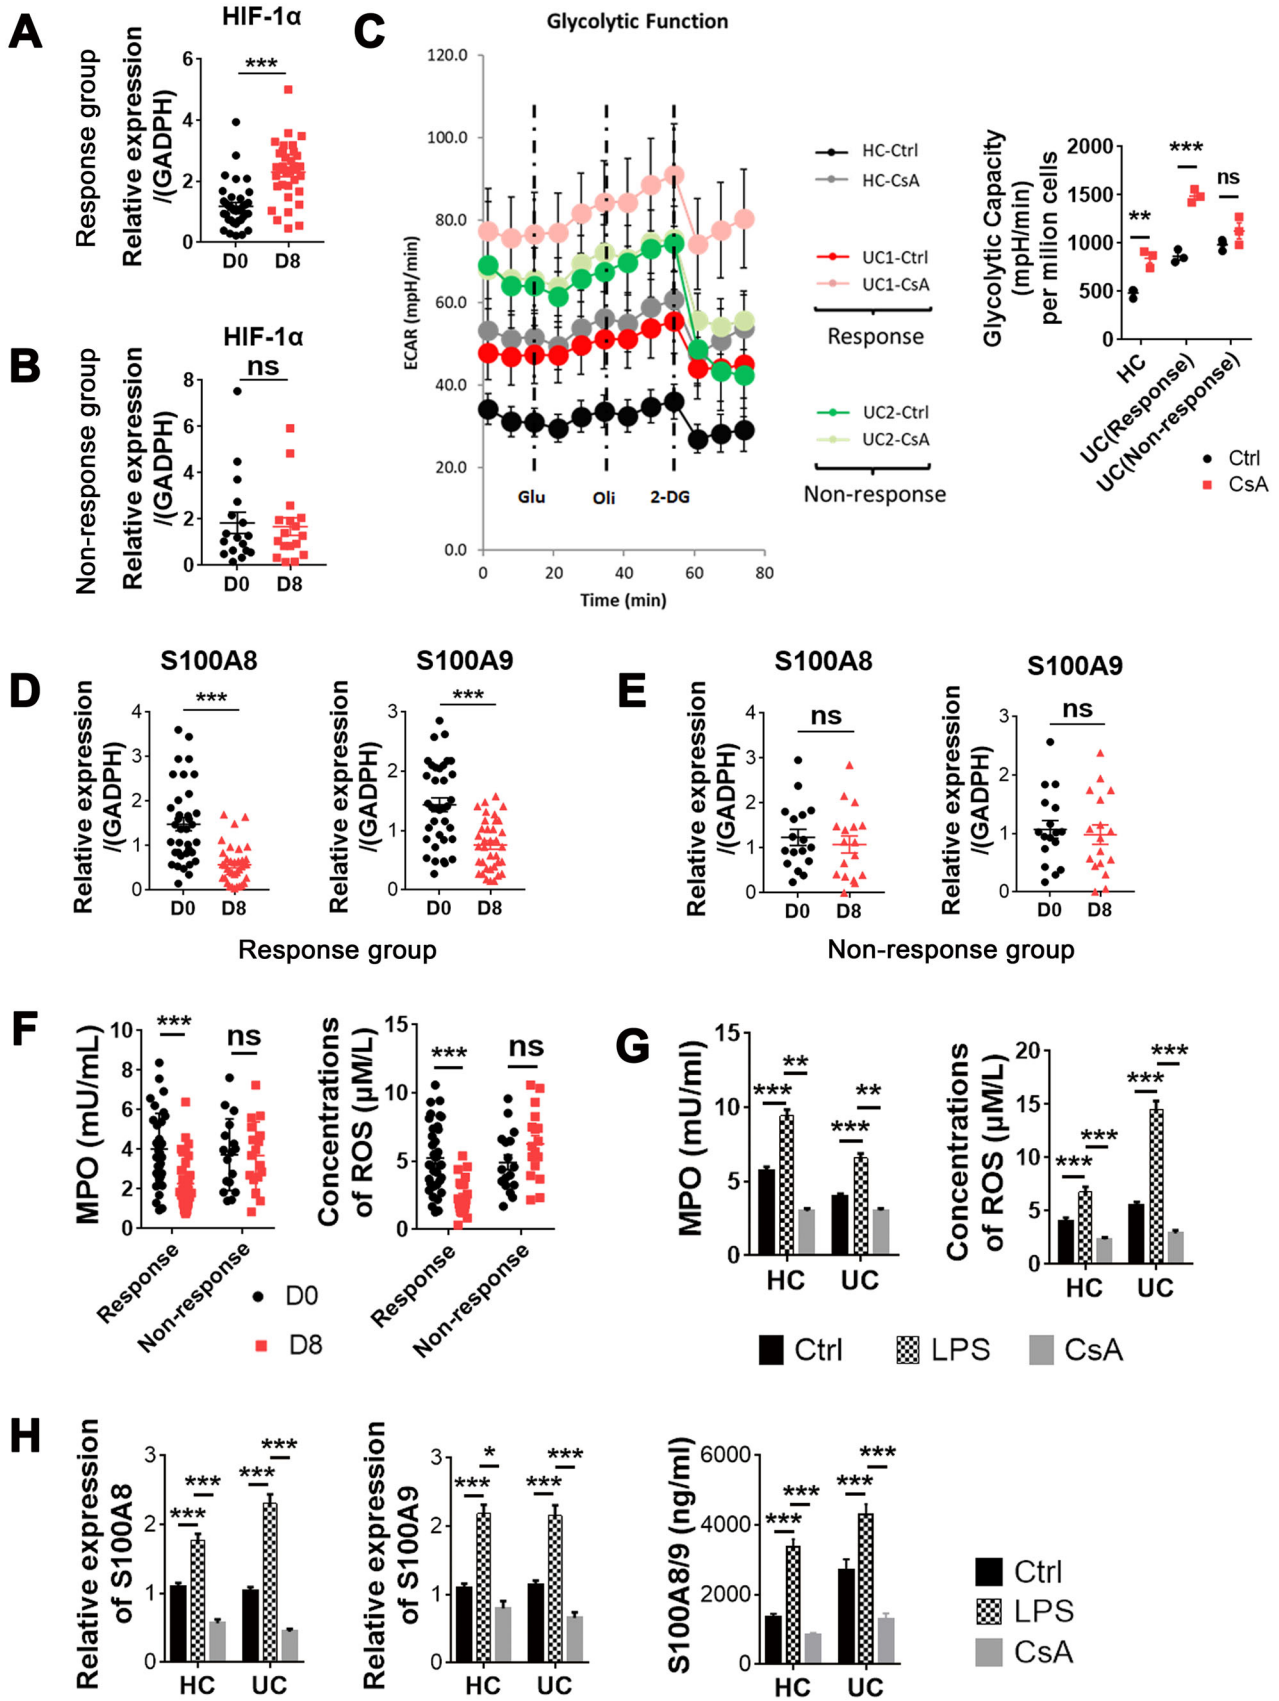 A
HIF-1α
Response group
Relative expression
/(GADPH)
6
4
2
0
***
D0
D8
B
HIF-1α
Non-response group
Relative expression
/(GADPH)
8
6
4
2
0
ns
D0
D8
C
Glycolytic Function
ECAR (mpH/min)
120.0
100.0
80.0
60.0
40.0
20.0
0.0
Glu
Oli
2-DG
0
20
40
60
80
Time (min)
HC-Ctrl
HC-CsA
UC1-Ctrl
UC1-CsA
Response
UC2-Ctrl
UC2-CsA
Non-response
Glycolytic Capacity
(mpH/min)
per milion cells
2000
1500
1000
500
0
**
***
ns
HC
UC(Response)
UC(Non-response)
Ctrl
CsA
D
S100A8
Relative expression
/(GADPH)
4
3
2
1
0
***
D0
D8
S100A9
Relative expression
/(GADPH)
3
2
1
0
***
D0
D8
Response group
E
S100A8
Relative expression
/(GADPH)
4
3
2
1
0
ns
D0
D8
S100A9
Relative expression
/(GADPH)
3
2
1
0
ns
D0
D8
Non-response group
F
MPO (mU/mL)
10
8
6
4
2
0
***
ns
Response
Non-response
D0
D8
Concentrations
of ROS (μM/L)
15
10
5
0
***
ns
Response
Non-response
G
MPO (mU/ml)
15
10
5
0
***
**
***
**
HC
UC
Concentrations
of ROS (μM/L)
20
15
10
5
0
***
***
***
***
HC
UC
Ctrl
LPS
CsA
H
Relative expression
of S100A8
3
2
1
0
***
***
***
***
HC
UC
Relative expression
of S100A9
3
2
1
0
***
*
***
***
HC
UC
S100A8/9 (ng/ml)
6000
4000
2000
0
***
***
***
***
HC
UC
Ctrl
LPS
CsA